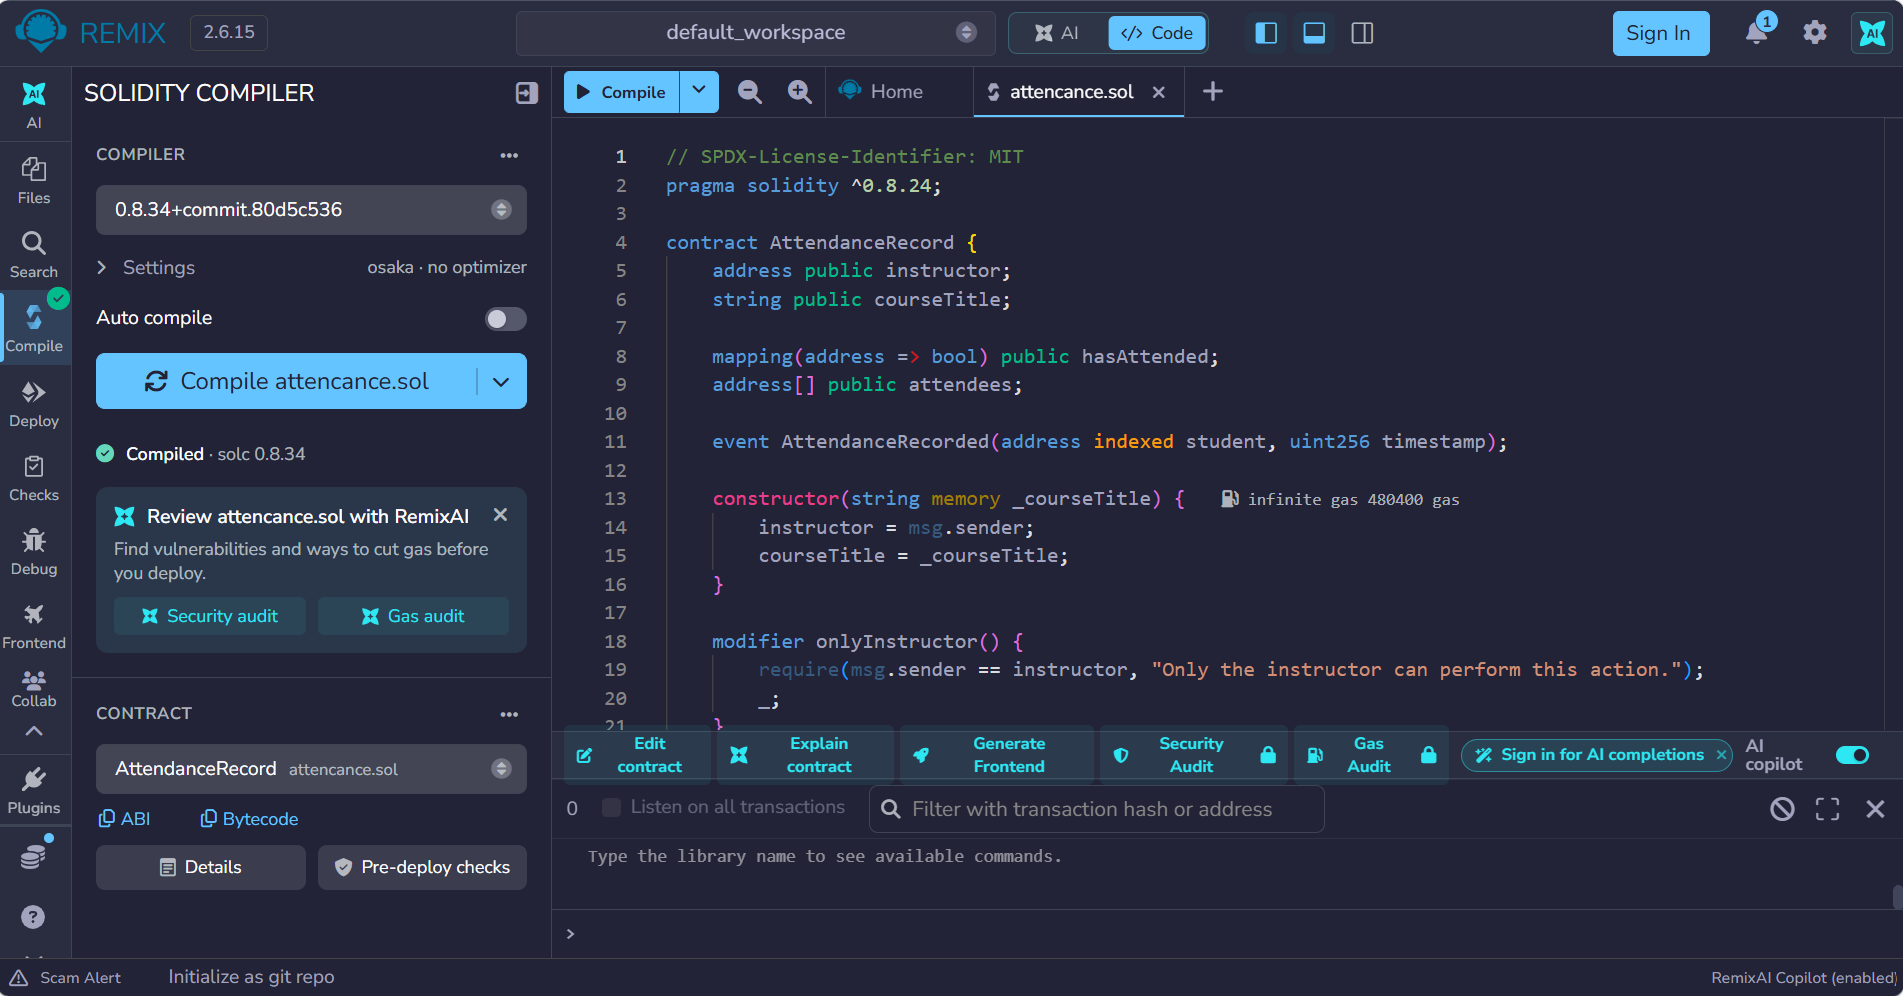 REMIX
2.6.15
default_workspace
AI
</> Code
Sign In
1
AI
AI
AI
Files
Search
Compile
Deploy
Checks
Debug
Frontend
Collab
Plugins
?
SOLIDITY COMPILER
COMPILER
0.8.34+commit.80d5c536
Settings
osaka · no optimizer
Auto compile
Compile attencance.sol
Compiled · solc 0.8.34
Review attencance.sol with RemixAI
Find vulnerabilities and ways to cut gas before
you deploy.
Security audit
Gas audit
CONTRACT
AttendanceRecord attencance.sol
ABI
Bytecode
Details
Pre-deploy checks
Compile
Home
attencance.sol
1 // SPDX-License-Identifier: MIT
2 pragma solidity ^0.8.24;
3
4 contract AttendanceRecord {
5 address public instructor;
6 string public courseTitle;
7
8 mapping(address => bool) public hasAttended;
9 address[] public attendees;
10
11 event AttendanceRecorded(address indexed student, uint256 timestamp);
12
13 constructor(string memory _courseTitle) { infinite gas 480400 gas
14 instructor = msg.sender;
15 courseTitle = _courseTitle;
16 }
17
18 modifier onlyInstructor() {
19 require(msg.sender == instructor, "Only the instructor can perform this action.");
20 _;
21 }
Edit
contract
Explain
contract
Generate
Frontend
Security
Audit
Gas
Audit
Sign in for AI completions
AI
copilot
0
Listen on all transactions
Filter with transaction hash or address
Type the library name to see available commands.
>
Scam Alert
Initialize as git repo
RemixAI Copilot (enabled)